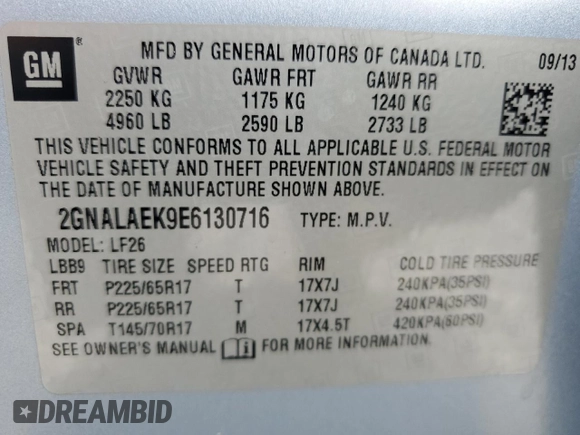 GM
MFD BY GENERAL MOTORS OF CANADA LTD. 09/13
GVWR GAWR FRT GAWR RR
2250 KG 1175 KG 1240 KG
4960 LB 2590 LB 2733 LB
THIS VEHICLE CONFORMS TO ALL APPLICABLE U.S. FEDERAL MOTOR
VEHICLE SAFETY AND THEFT PREVENTION STANDARDS IN EFFECT ON
THE DATE OF MANUFACTURE SHOWN ABOVE.
2GNALAEK9E6130716 TYPE: M.P.V.
MODEL: LF26
LBB9 TIRE SIZE SPEED RTG RIM COLD TIRE PRESSURE
FRT P225/65R17 T 17X7J 240KPA(35PSI)
RR P225/65R17 T 17X7J 240KPA(35PSI)
SPA T145/70R17 M 17X4.5T 420KPA(60PSI)
SEE OWNER'S MANUAL FOR MORE INFORMATION.
DREAMBID